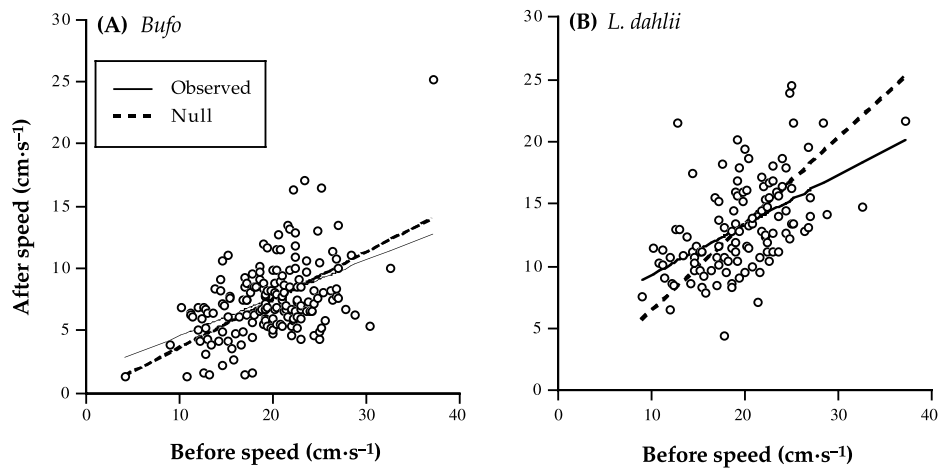 (A) Bufo
Observed
Null
After speed (cm·s⁻¹)
30
25
20
15
10
5
0
0 10 20 30 40
Before speed (cm·s⁻¹)
(B) L. dahlii
30
25
20
15
10
5
0
0 10 20 30 40
Before speed (cm·s⁻¹)